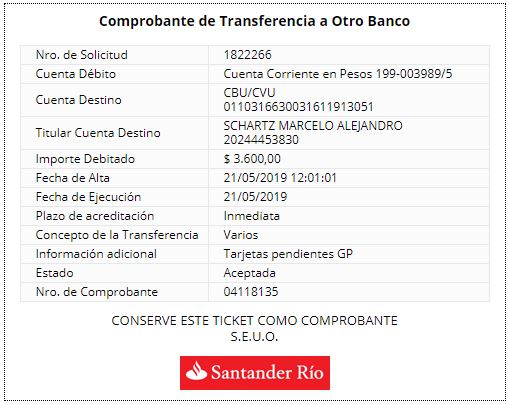 Comprobante de Transferencia a Otro Banco
Nro. de Solicitud 1822266
Cuenta Débito Cuenta Corriente en Pesos 199-003989/5
Cuenta Destino CBU/CVU
0110316630031611913051
Titular Cuenta Destino SCHARTZ MARCELO ALEJANDRO
20244453830
Importe Debitado $ 3.600,00
Fecha de Alta 21/05/2019 12:01:01
Fecha de Ejecución 21/05/2019
Plazo de acreditación Inmediata
Concepto de la Transferencia Varios
Información adicional Tarjetas pendientes GP
Estado Aceptada
Nro. de Comprobante 04118135
CONSERVE ESTE TICKET COMO COMPROBANTE
S.E.U.O.
Santander Río